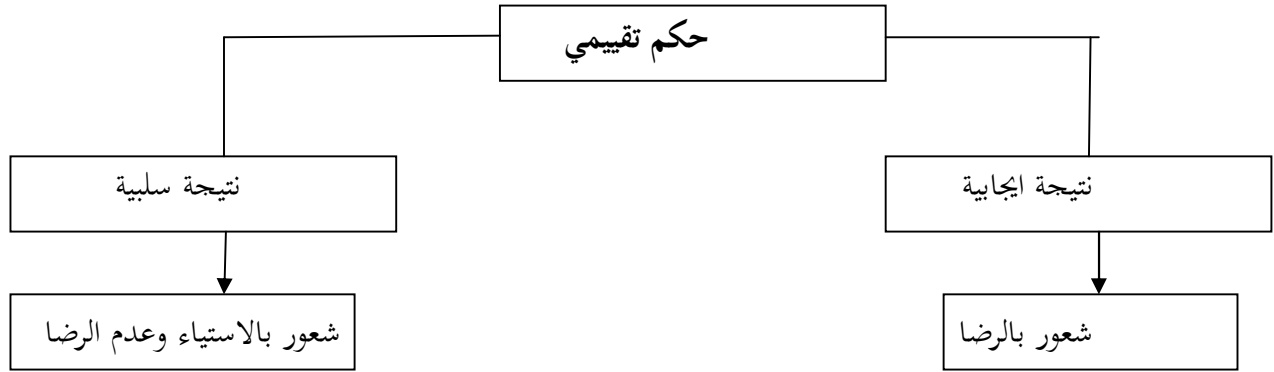 حكم تقييمي
نتيجة ايجابية
نتيجة سلبية
شعور بالرضا
شعور بالاستياء وعدم الرضا